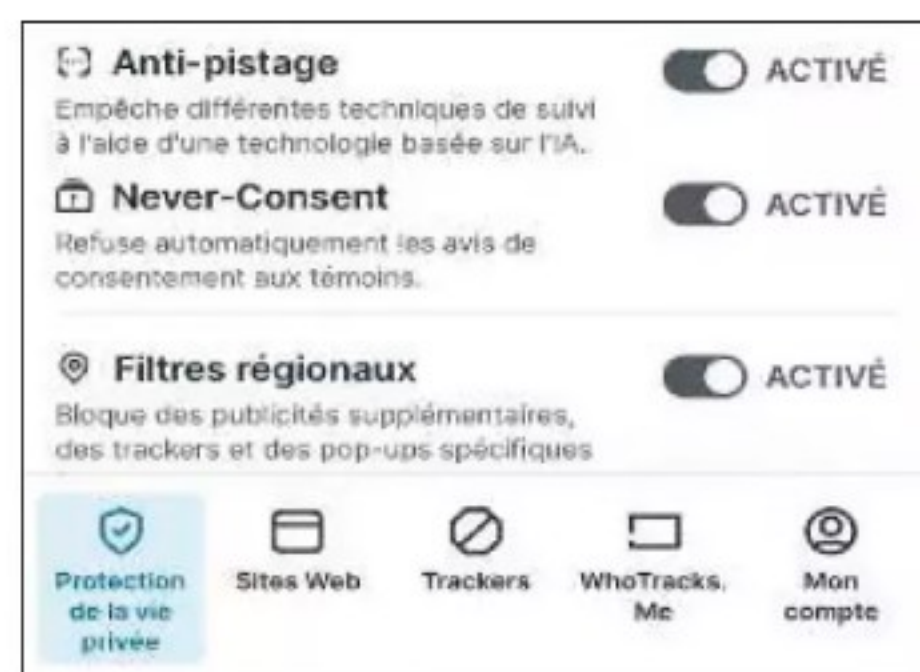 Anti-pistage
ACTIVÉ
Empêche différentes techniques de suivi
à l'aide d'une technologie basée sur l'IA.
Never-Consent
ACTIVÉ
Refuse automatiquement les avis de
consentement aux témoins.
Filtres régionaux
ACTIVÉ
Bloque des publicités supplémentaires,
des trackers et des pop-ups spécifiques
Protection
de la vie
privée
Sites Web
Trackers
WhoTracks.
Me
Mon
compte